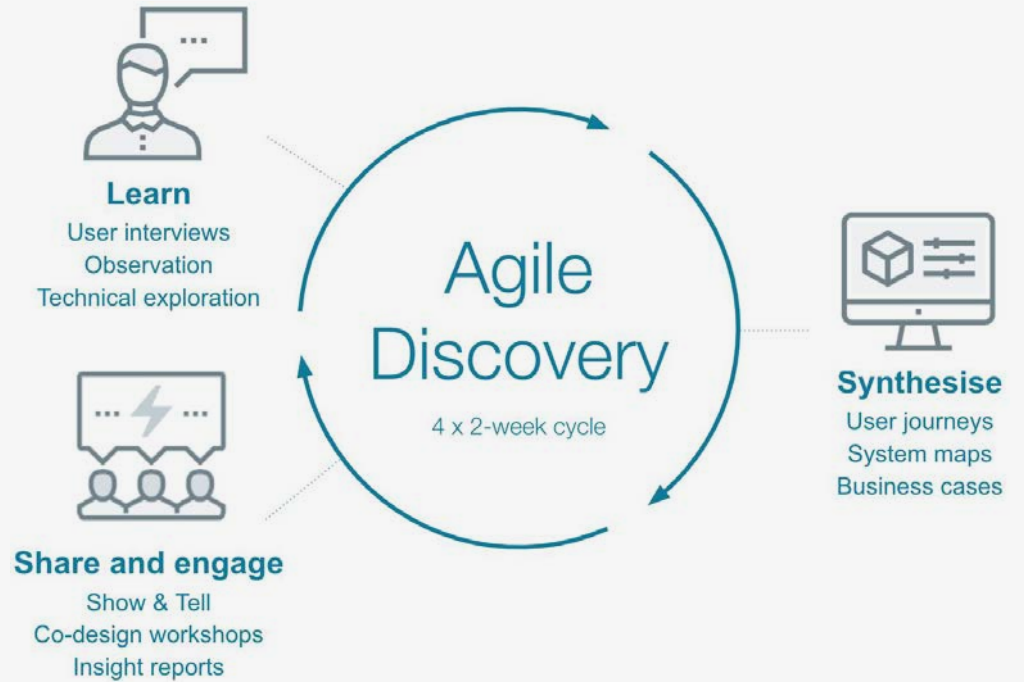 Learn
User interviews
Observation
Technical exploration
Agile
Discovery
4 x 2-week cycle
Synthesise
User journeys
System maps
Business cases
Share and engage
Show & Tell
Co-design workshops
Insight reports